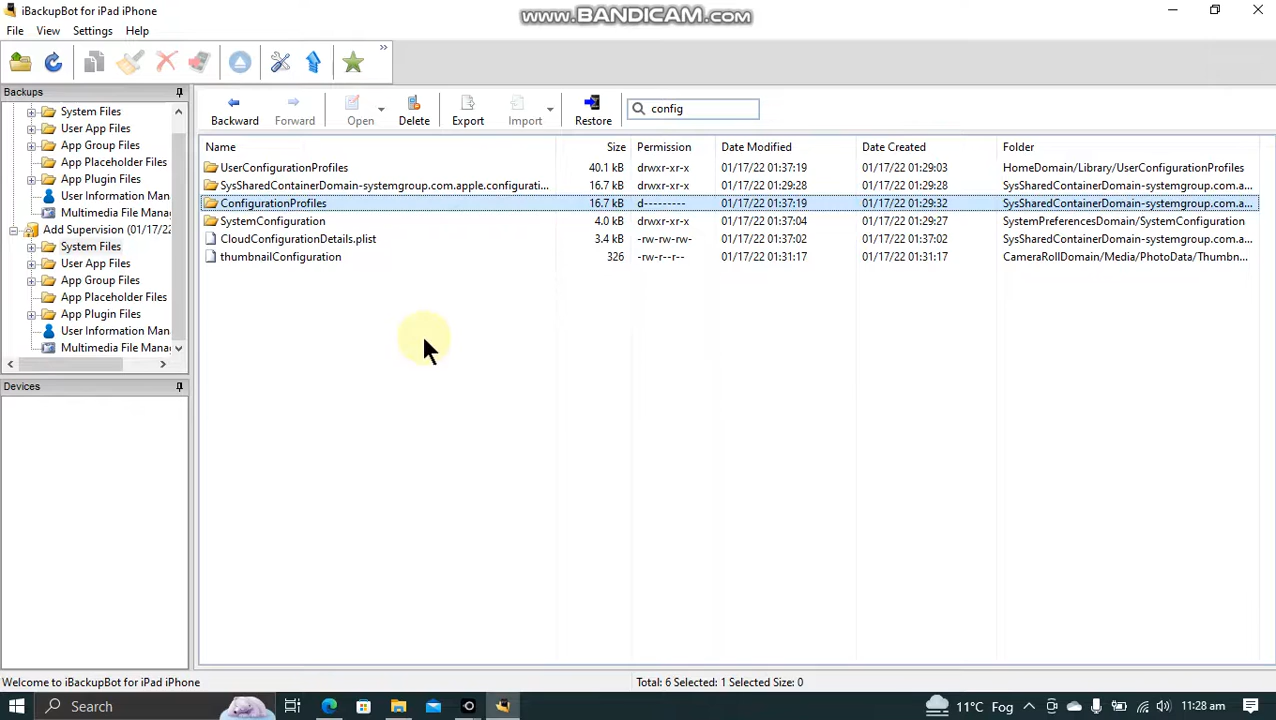 iBackupBot for iPad iPhone
www.BANDICAM.com
File View Settings Help
»
Backups
System Files
User App Files
App Group Files
App Placeholder Files
App Plugin Files
User Information Man
Multimedia File Manag
Add Supervision (01/17/22
System Files
User App Files
App Group Files
App Placeholder Files
App Plugin Files
User Information Man
Multimedia File Manag
Devices
Backward Forward Open Delete Export Import Restore config
Name Size Permission Date Modified Date Created Folder
UserConfigurationProfiles 40.1 kB drwxr-xr-x 01/17/22 01:37:19 01/17/22 01:29:03 HomeDomain/Library/UserConfigurationProfiles
SysSharedContainerDomain-systemgroup.com.apple.configurati... 16.7 kB drwxr-xr-x 01/17/22 01:29:28 01/17/22 01:29:28 SysSharedContainerDomain-systemgroup.com.a...
ConfigurationProfiles 16.7 kB d--------- 01/17/22 01:37:19 01/17/22 01:29:32 SysSharedContainerDomain-systemgroup.com.a...
SystemConfiguration 4.0 kB drwxr-xr-x 01/17/22 01:37:04 01/17/22 01:29:27 SystemPreferencesDomain/SystemConfiguration
CloudConfigurationDetails.plist 3.4 kB -rw-rw-rw- 01/17/22 01:37:02 01/17/22 01:37:02 SysSharedContainerDomain-systemgroup.com.a...
thumbnailConfiguration 326 -rw-r--r-- 01/17/22 01:31:17 01/17/22 01:31:17 CameraRollDomain/Media/PhotoData/Thumbn...
Welcome to iBackupBot for iPad iPhone Total: 6 Selected: 1 Selected Size: 0
Search 11°C Fog 11:28 am